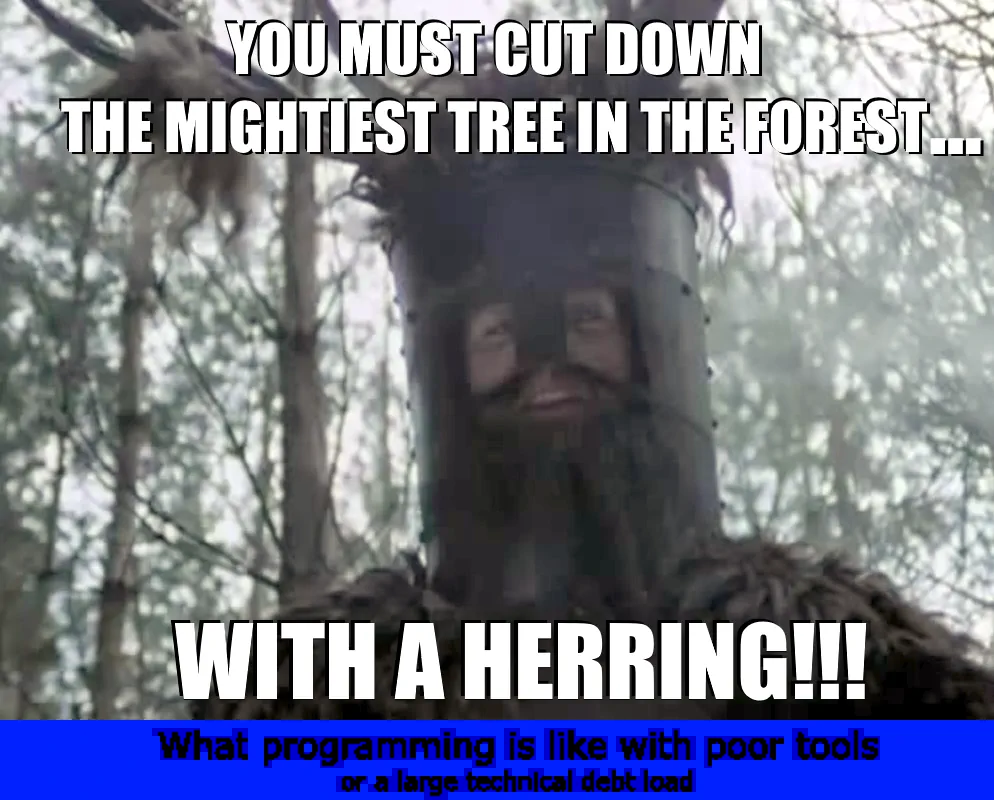 YOU MUST CUT DOWN
THE MIGHTIEST TREE IN THE FOREST...
WITH A HERRING!!!
What programming is like with poor tools
or a large technical debt load